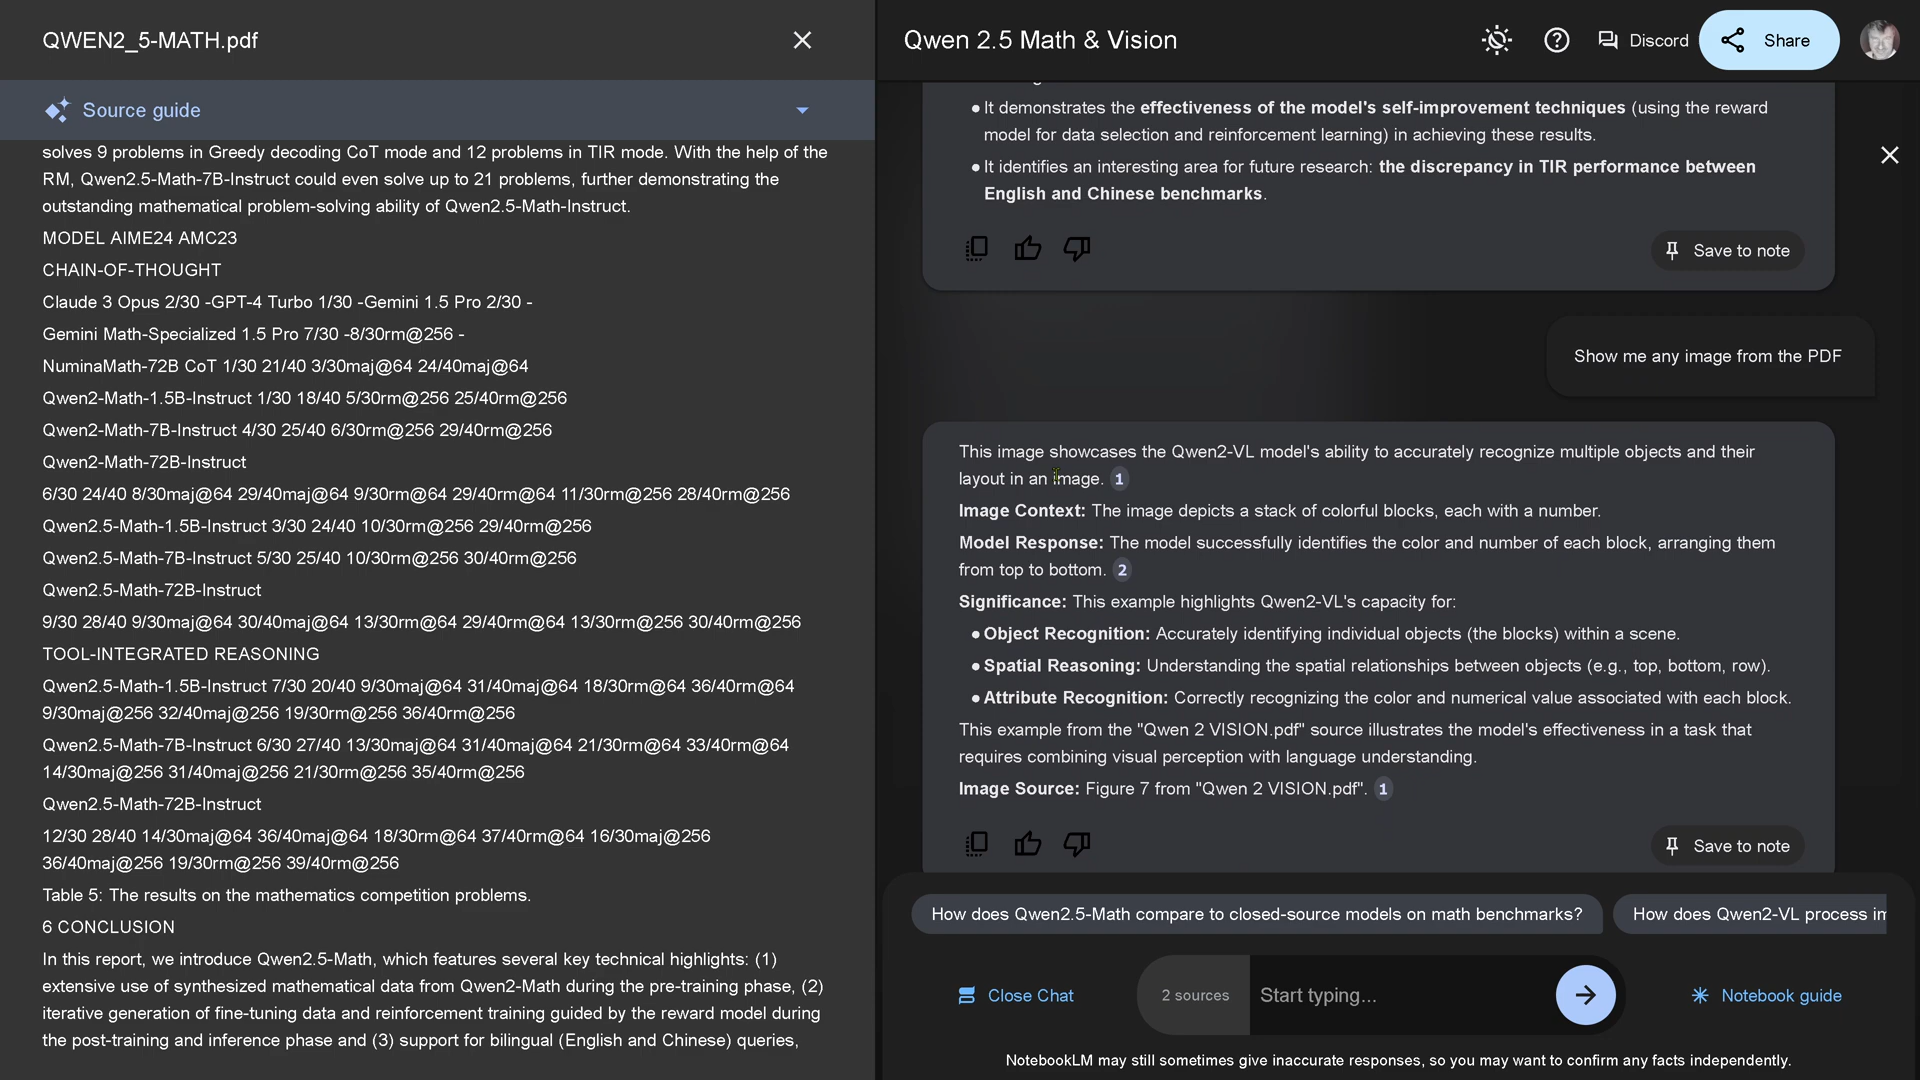 QWEN2_5-MATH.pdf
Source guide
solves 9 problems in Greedy decoding CoT mode and 12 problems in TIR mode. With the help of the
RM, Qwen2.5-Math-7B-Instruct could even solve up to 21 problems, further demonstrating the
outstanding mathematical problem-solving ability of Qwen2.5-Math-Instruct.
MODEL AIME24 AMC23
CHAIN-OF-THOUGHT
Claude 3 Opus 2/30 -GPT-4 Turbo 1/30 -Gemini 1.5 Pro 2/30 -
Gemini Math-Specialized 1.5 Pro 7/30 -8/30rm@256 -
NuminaMath-72B CoT 1/30 21/40 3/30maj@64 24/40maj@64
Qwen2-Math-1.5B-Instruct 1/30 18/40 5/30rm@256 25/40rm@256
Qwen2-Math-7B-Instruct 4/30 25/40 6/30rm@256 29/40rm@256
Qwen2-Math-72B-Instruct
6/30 24/40 8/30maj@64 29/40maj@64 9/30rm@64 29/40rm@64 11/30rm@256 28/40rm@256
Qwen2.5-Math-1.5B-Instruct 3/30 24/40 10/30rm@256 29/40rm@256
Qwen2.5-Math-7B-Instruct 5/30 25/40 10/30rm@256 30/40rm@256
Qwen2.5-Math-72B-Instruct
9/30 28/40 9/30maj@64 30/40maj@64 13/30rm@64 29/40rm@64 13/30rm@256 30/40rm@256
TOOL-INTEGRATED REASONING
Qwen2.5-Math-1.5B-Instruct 7/30 20/40 9/30maj@64 31/40maj@64 18/30rm@64 36/40rm@64
9/30maj@256 32/40maj@256 19/30rm@256 36/40rm@256
Qwen2.5-Math-7B-Instruct 6/30 27/40 13/30maj@64 31/40maj@64 21/30rm@64 33/40rm@64
14/30maj@256 31/40maj@256 21/30rm@256 35/40rm@256
Qwen2.5-Math-72B-Instruct
12/30 28/40 14/30maj@64 36/40maj@64 18/30rm@64 37/40rm@64 16/30maj@256
36/40maj@256 19/30rm@256 39/40rm@256
Table 5: The results on the mathematics competition problems.
6 CONCLUSION
In this report, we introduce Qwen2.5-Math, which features several key technical highlights: (1)
extensive use of synthesized mathematical data from Qwen2-Math during the pre-training phase, (2)
iterative generation of fine-tuning data and reinforcement training guided by the reward model during
the post-training and inference phase and (3) support for bilingual (English and Chinese) queries,
Qwen 2.5 Math & Vision
Discord
Share
• It demonstrates the effectiveness of the model's self-improvement techniques (using the reward
model for data selection and reinforcement learning) in achieving these results.
• It identifies an interesting area for future research: the discrepancy in TIR performance between
English and Chinese benchmarks.
Save to note
Show me any image from the PDF
This image showcases the Qwen2-VL model's ability to accurately recognize multiple objects and their
layout in an image. 1
Image Context: The image depicts a stack of colorful blocks, each with a number.
Model Response: The model successfully identifies the color and number of each block, arranging them
from top to bottom. 2
Significance: This example highlights Qwen2-VL's capacity for:
• Object Recognition: Accurately identifying individual objects (the blocks) within a scene.
• Spatial Reasoning: Understanding the spatial relationships between objects (e.g., top, bottom, row).
• Attribute Recognition: Correctly recognizing the color and numerical value associated with each block.
This example from the "Qwen 2 VISION.pdf" source illustrates the model's effectiveness in a task that
requires combining visual perception with language understanding.
Image Source: Figure 7 from "Qwen 2 VISION.pdf". 1
Save to note
How does Qwen2.5-Math compare to closed-source models on math benchmarks?
How does Qwen2-VL process
Close Chat
2 sources
Start typing...
Notebook guide
NotebookLM may still sometimes give inaccurate responses, so you may want to confirm any facts independently.